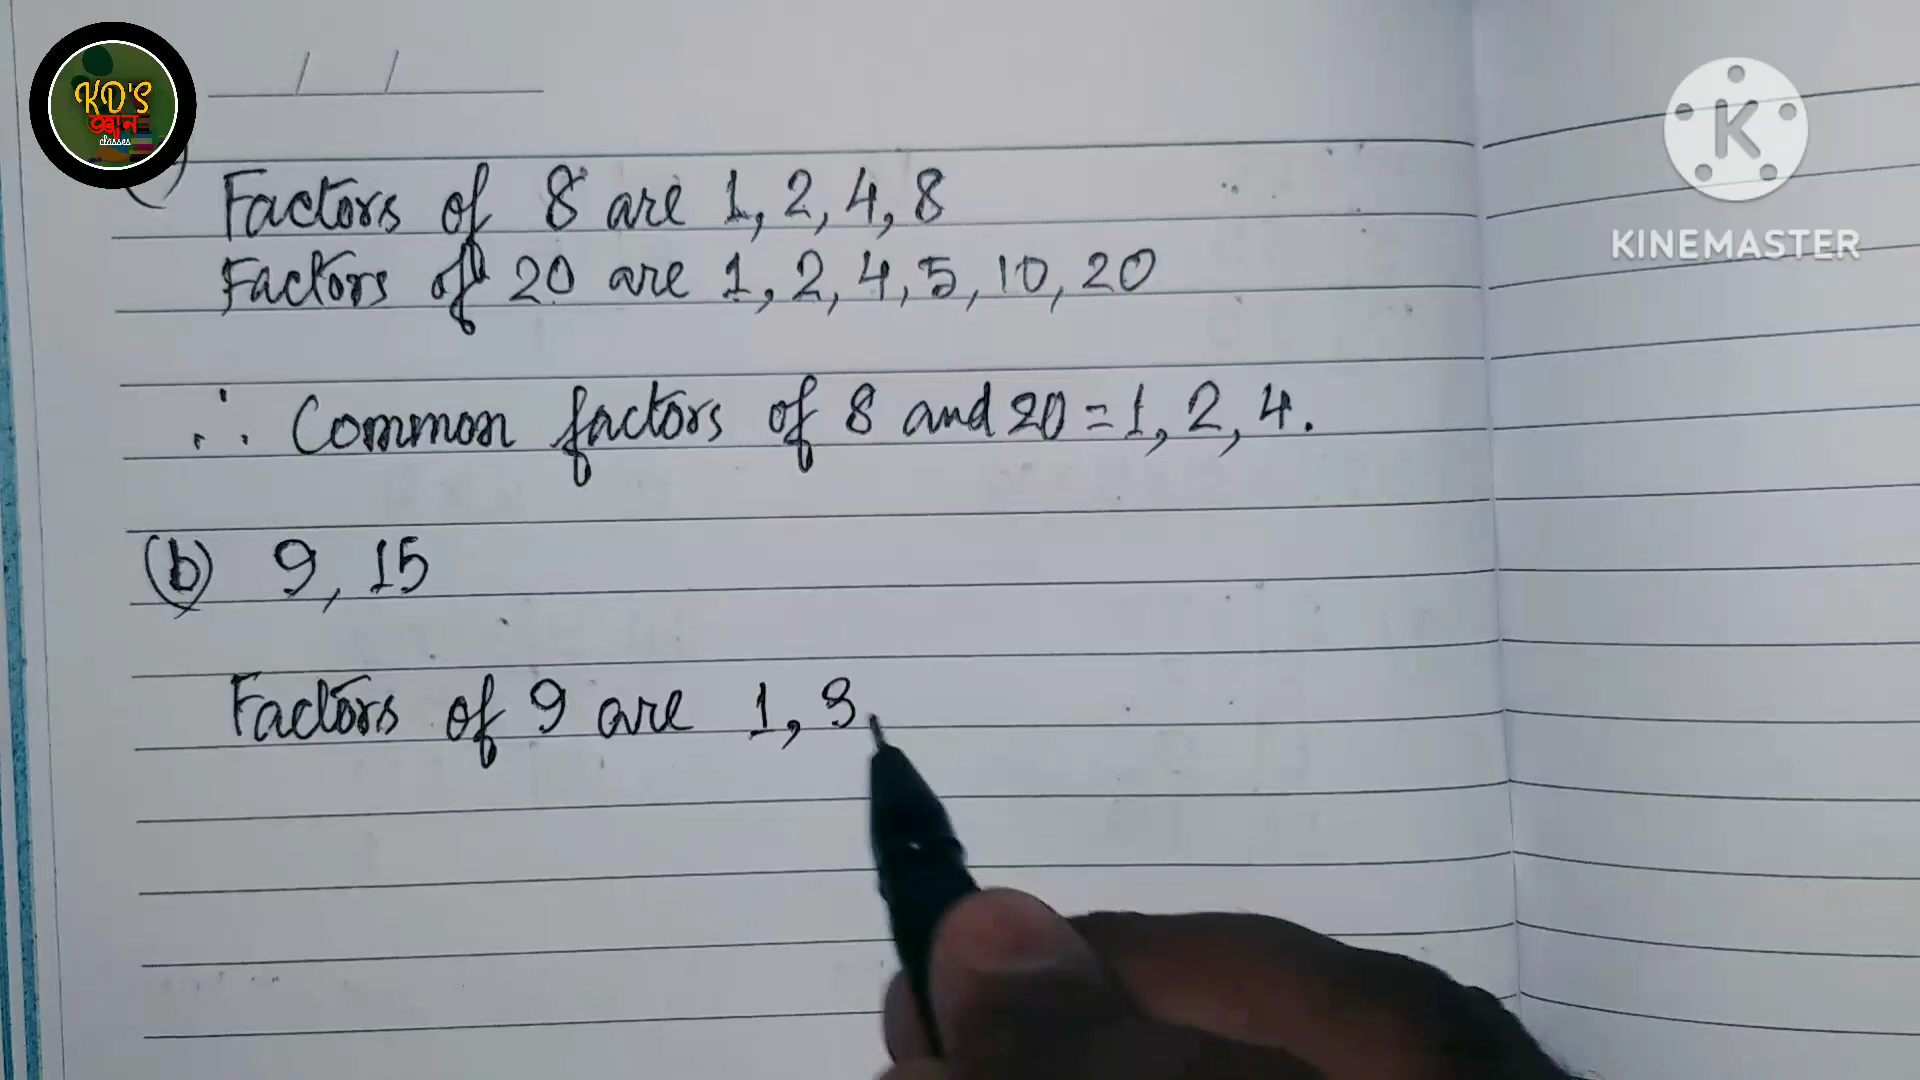 KD'S
জ্ঞান
classes
KINEMASTER
Factors of 8 are 1, 2, 4, 8
Factors of 20 are 1, 2, 4, 5, 10, 20
∴ Common factors of 8 and 20 = 1, 2, 4.
(b) 9, 15
Factors of 9 are 1, 3